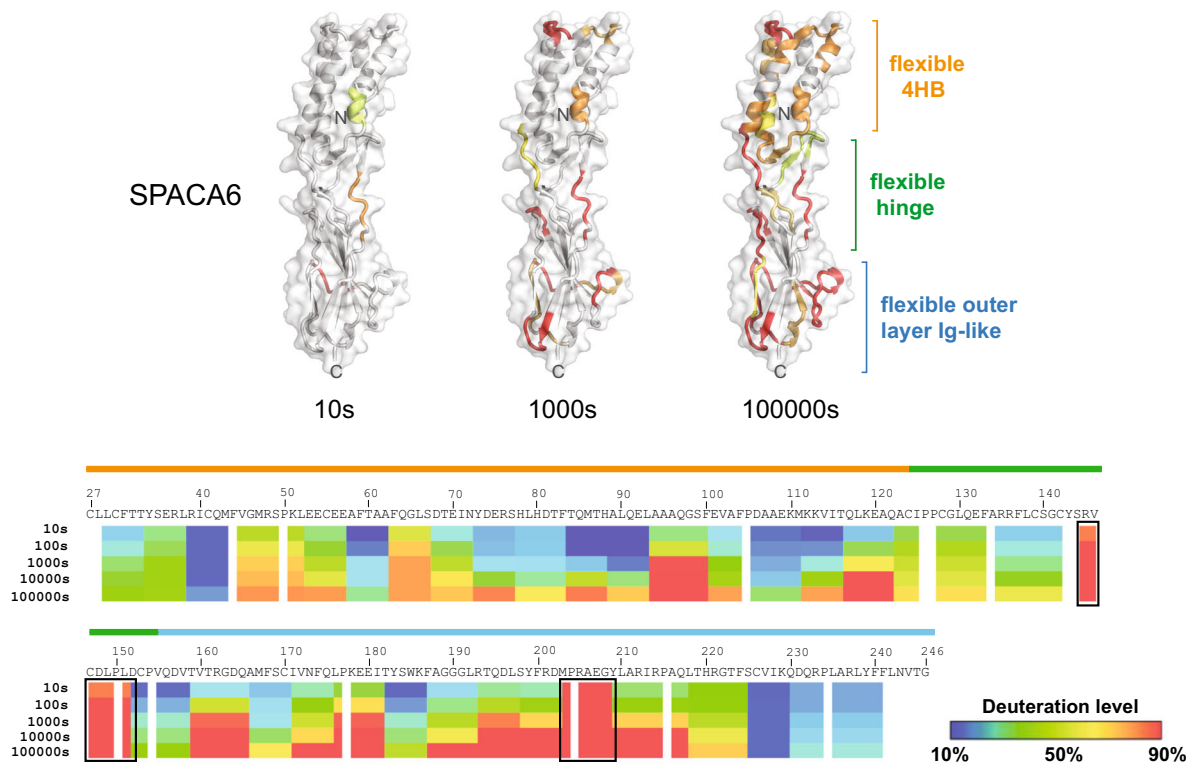 flexible
4HB
N
N
N
SPACA6
flexible
hinge
flexible outer
layer Ig-like
C
C
C
10s
1000s
100000s
27 40 50 60 70 80 90 100 110 120 130 140
CLLCFTTYSERLRICQMFVGMRSPKLEECEEAFTAAFQGLSDTEINYDERSHLHDTFTQMTHALQELAAAQGSFEVAFPDAAEKMKKVITQLKEAQACIPPCGLQEFARRFLCSGCYSRV
10s
100s
1000s
10000s
100000s
150 160 170 180 190 200 210 220 230 240 246
CDLPLDCPVQDVTVTRGDQAMFSCIVNFQLPKEEITYSWKFAGGGLRTQDLSYFRDMPRAEGYLARIRPAQLTHRGTFSCVIKQDQRPLARLYFFLNVTG
10s
100s
1000s
10000s
100000s
Deuteration level
10% 50% 90%